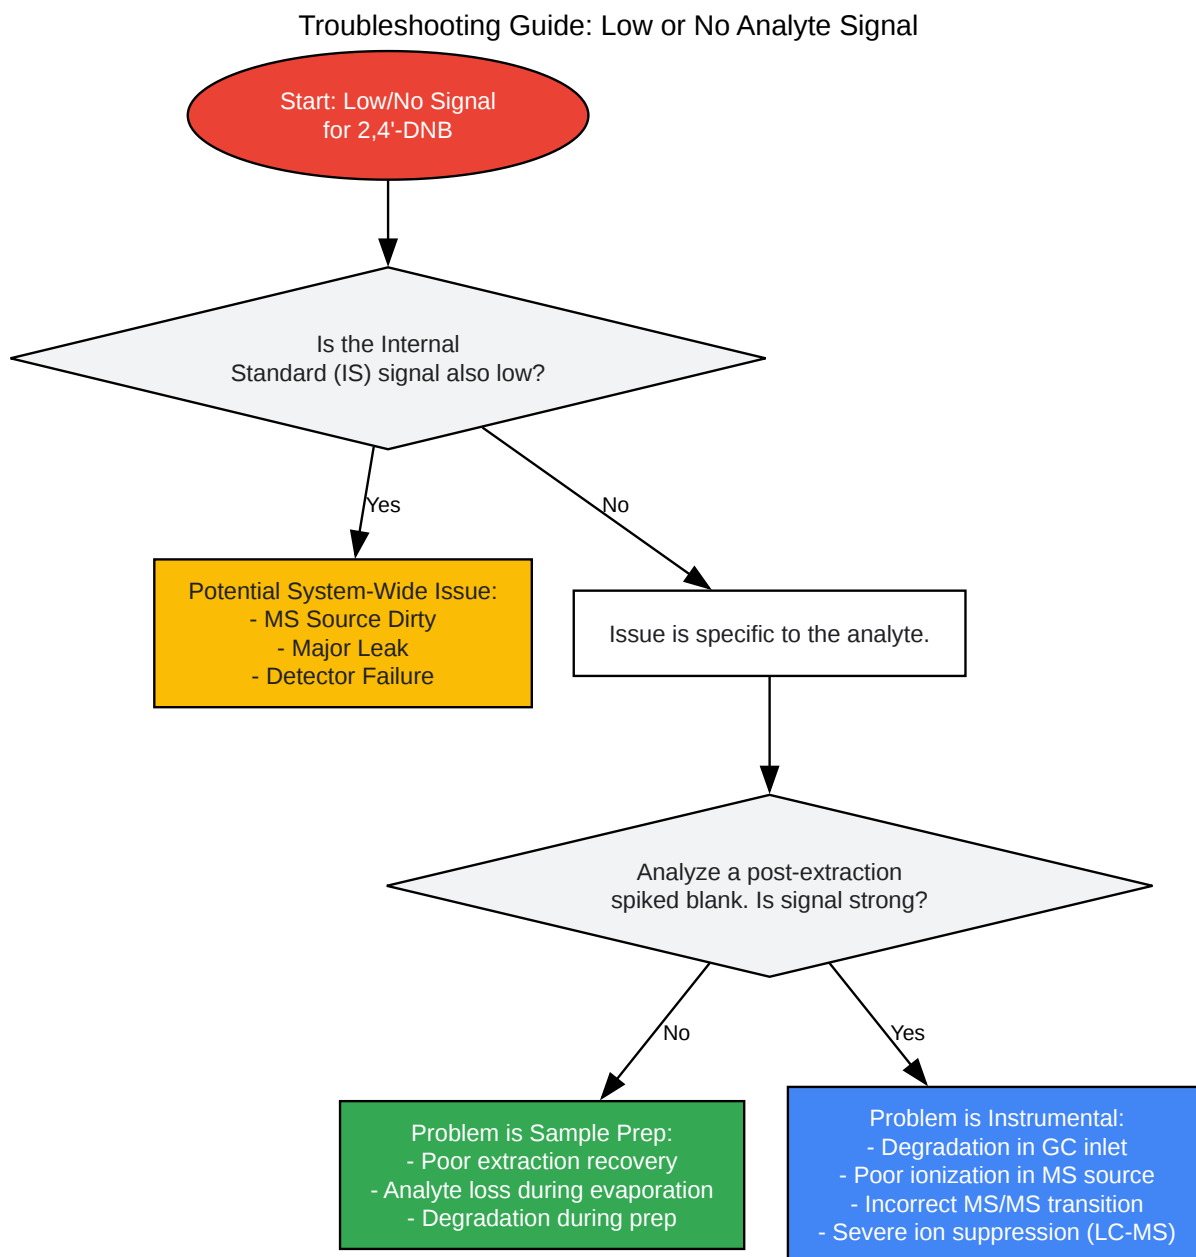 Troubleshooting Guide: Low or No Analyte Signal
Start: Low/No Signal
for 2,4'-DNB
Is the Internal
Standard (IS) signal also low?
Yes
No
Potential System-Wide Issue:
- MS Source Dirty
- Major Leak
- Detector Failure
Issue is specific to the analyte.
Analyze a post-extraction
spiked blank. Is signal strong?
No
Yes
Problem is Sample Prep:
- Poor extraction recovery
- Analyte loss during evaporation
- Degradation during prep
Problem is Instrumental:
- Degradation in GC inlet
- Poor ionization in MS source
- Incorrect MS/MS transition
- Severe ion suppression (LC-MS)